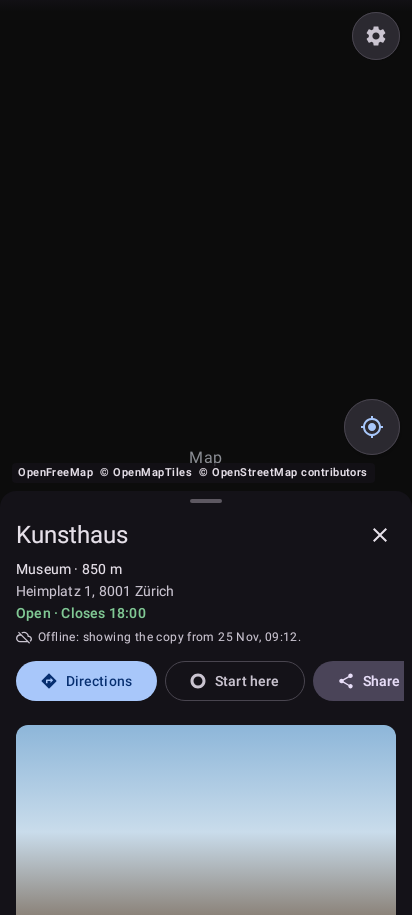 Map
OpenFreeMap © OpenMapTiles © OpenStreetMap contributors
Kunsthaus
Museum · 850 m
Heimplatz 1, 8001 Zürich
Open · Closes 18:00
Offline: showing the copy from 25 Nov, 09:12.
Directions
Start here
Share